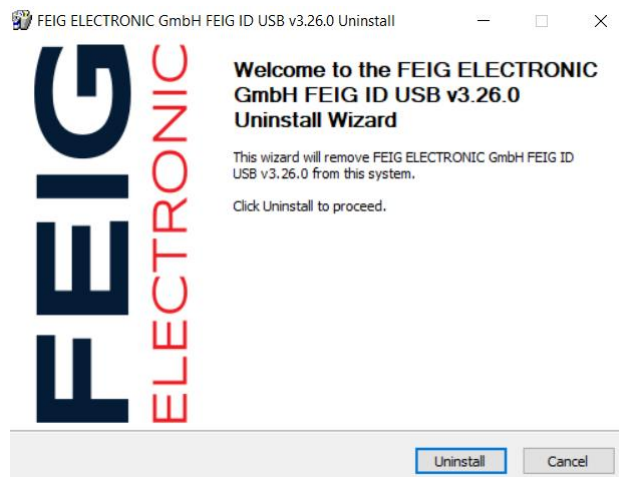 FEIG ELECTRONIC GmbH FEIG ID USB v3.26.0 Uninstall
FEIG
ELECTRONIC
Welcome to the FEIG ELECTRONIC
GmbH FEIG ID USB v3.26.0
Uninstall Wizard
This wizard will remove FEIG ELECTRONIC GmbH FEIG ID
USB v3.26.0 from this system.
Click Uninstall to proceed.
Uninstall
Cancel